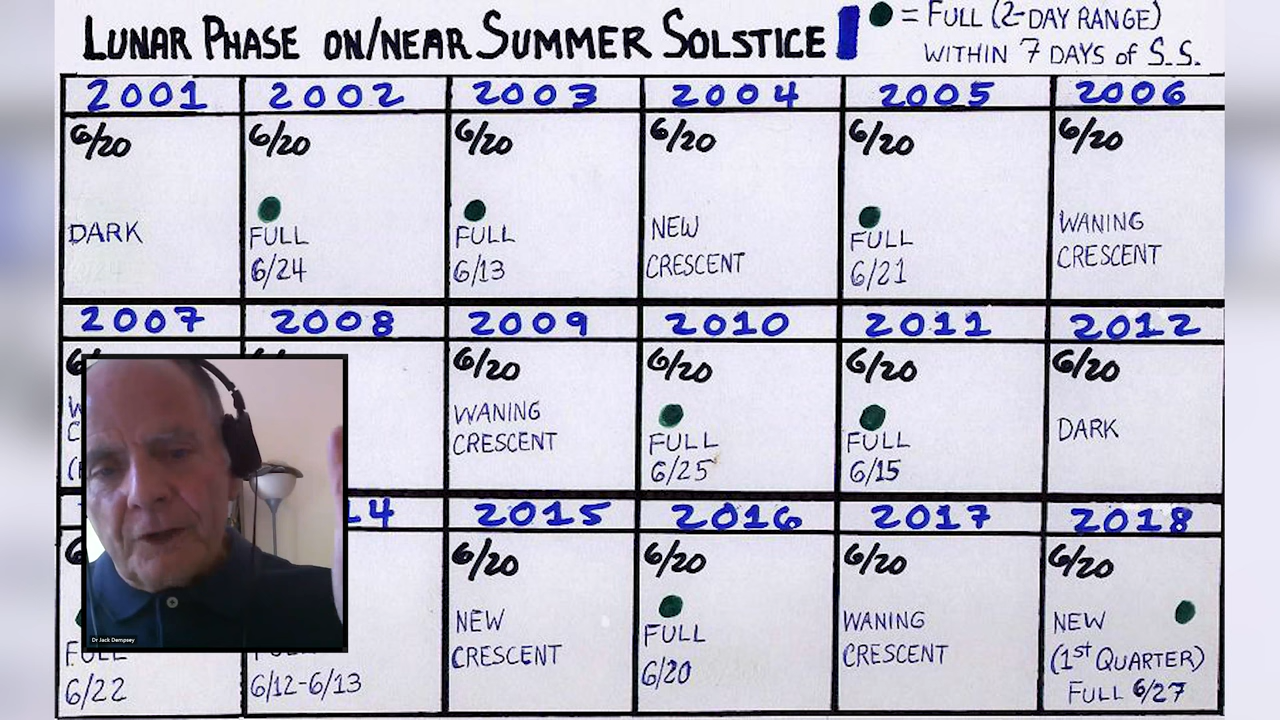 LUNAR PHASE ON/NEAR SUMMER SOLSTICE
= FULL (2-DAY RANGE)
WITHIN 7 DAYS of S.S.
2001 2002 2003 2004 2005 2006
6/20 6/20 6/20 6/20 6/20 6/20
DARK
FULL
6/24
FULL
6/13
NEW
CRESCENT
FULL
6/21
WANING
CRESCENT
2007 2008 2009 2010 2011 2012
6/20 6/20 6/20 6/20
WANING
CRESCENT
FULL
6/25
FULL
6/15
DARK
2015 2016 2017 2018
6/20 6/20 6/20 6/20
FULL
6/22
6/12-6/13
NEW
CRESCENT
FULL
6/20
WANING
CRESCENT
NEW
(1st QUARTER)
FULL 6/27
Dr Jack Dempsey